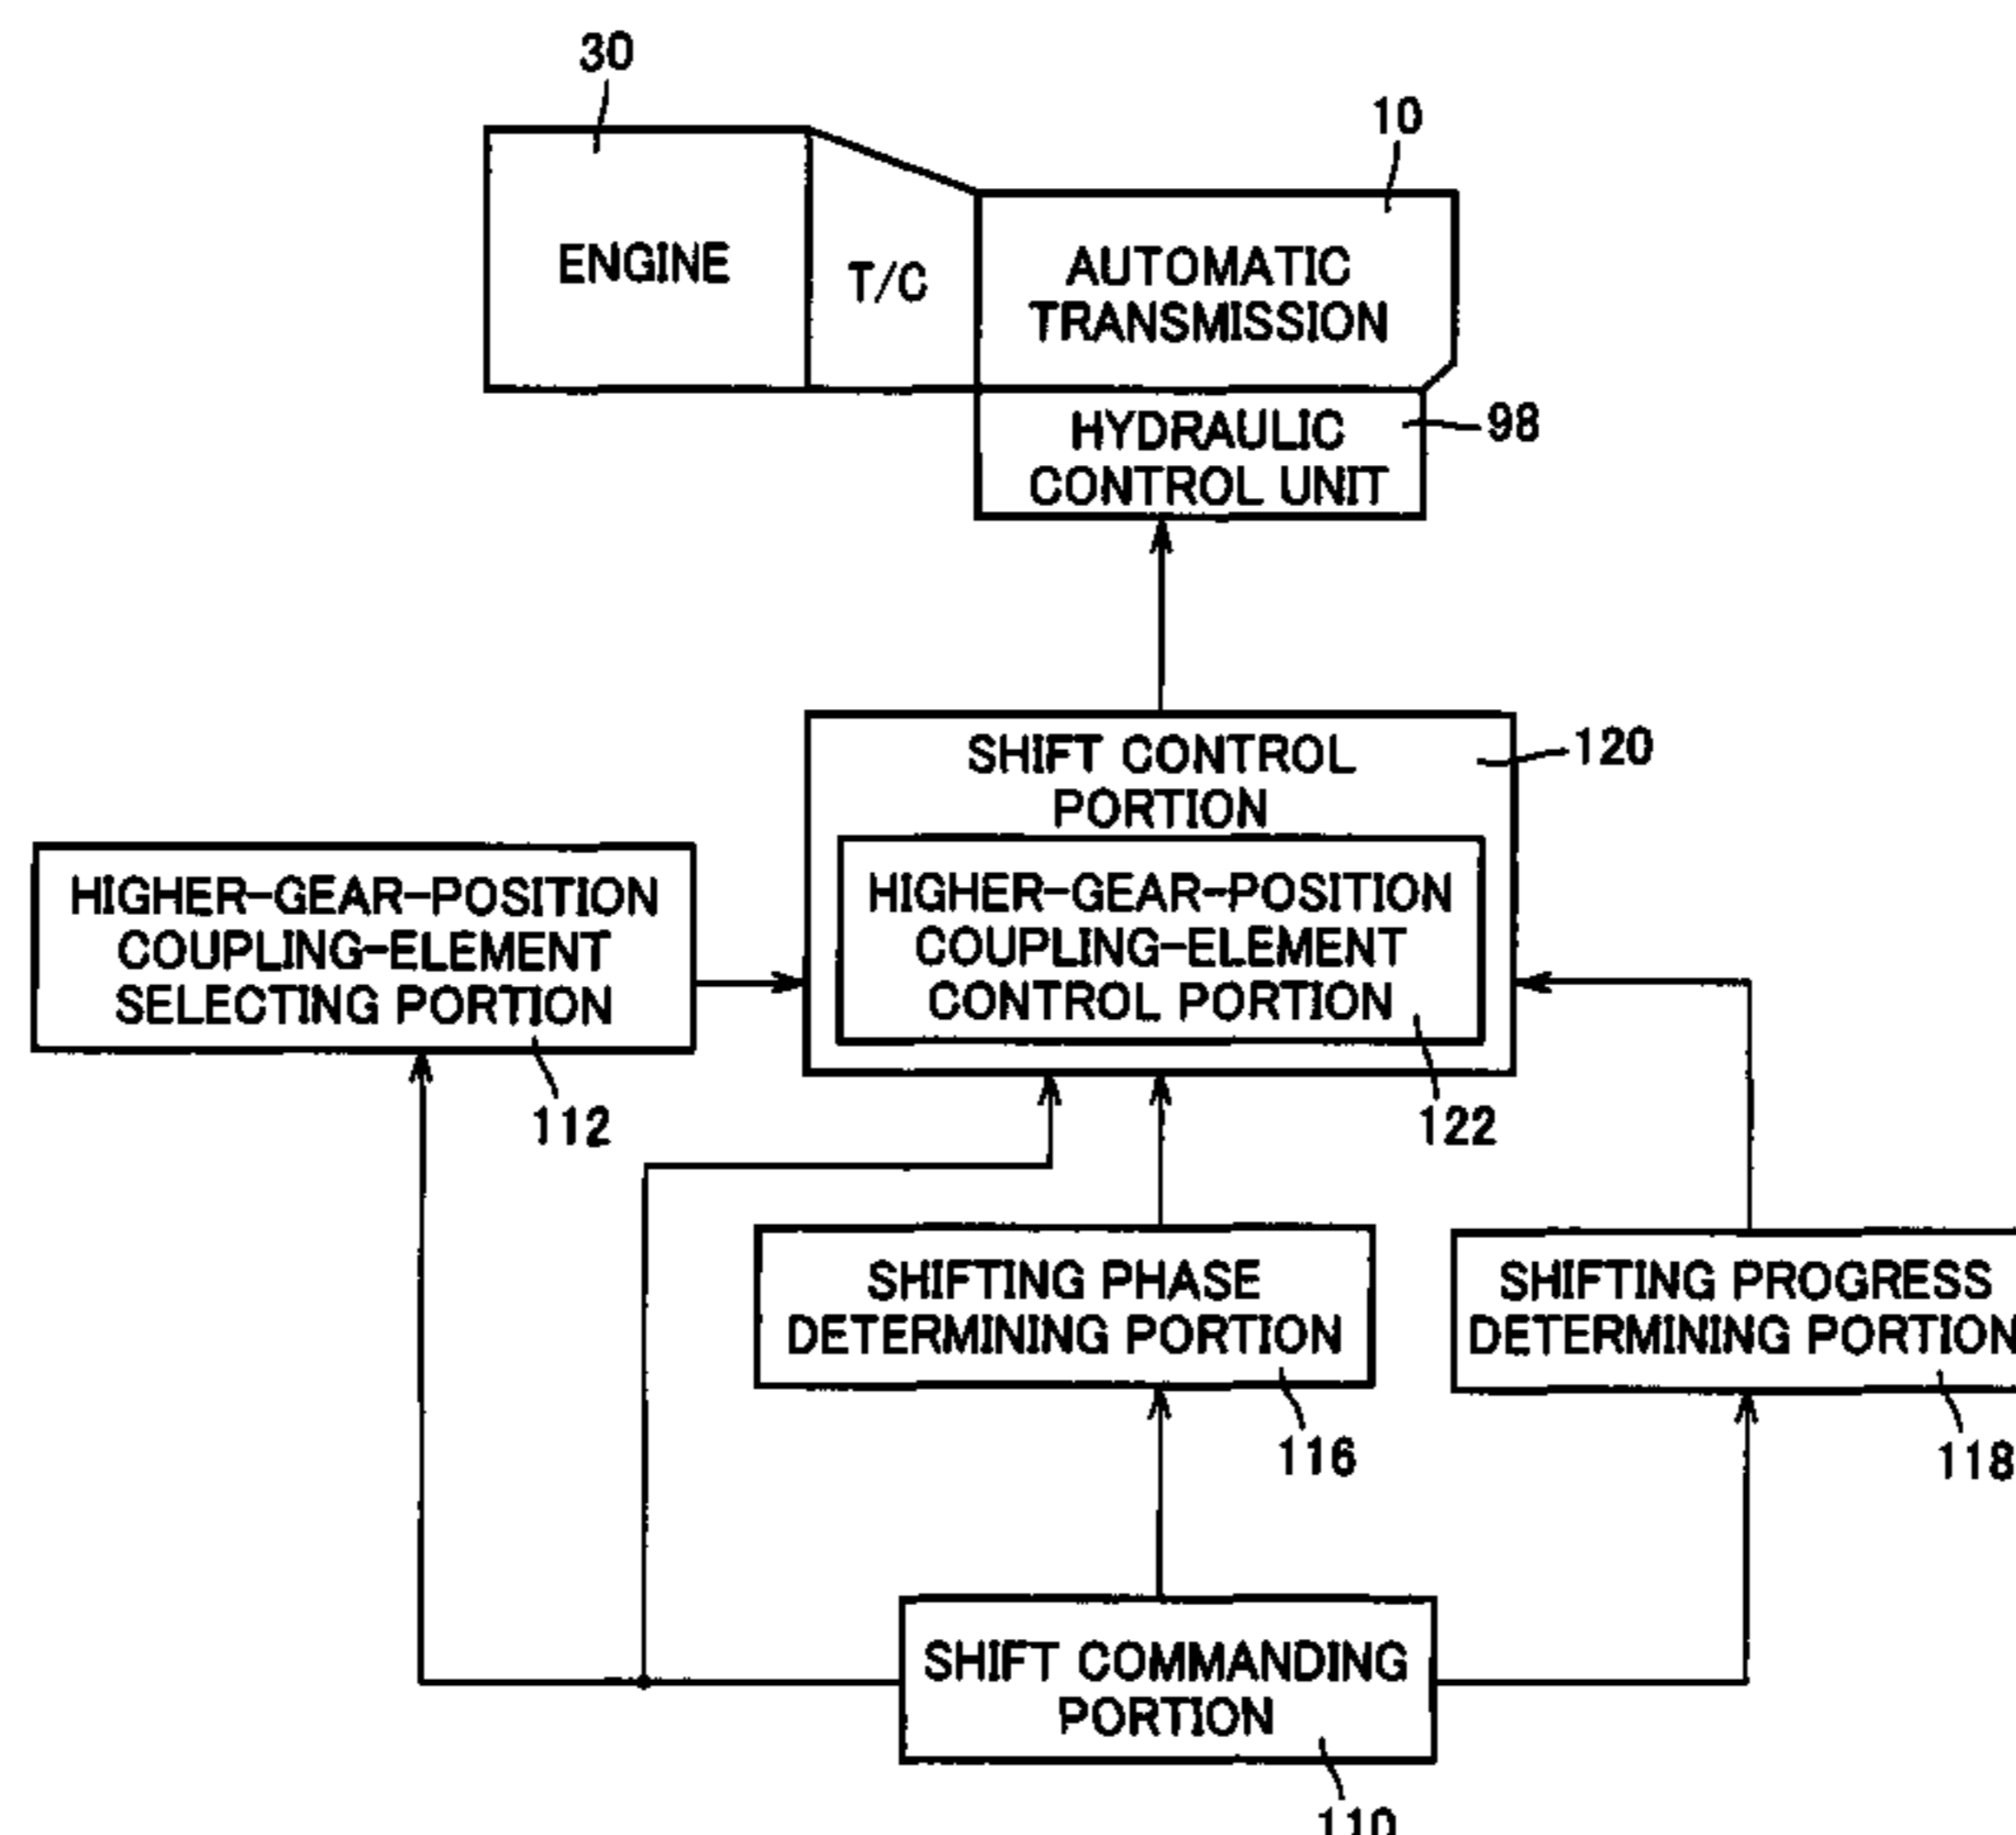 30
10
ENGINE
T/C
AUTOMATIC
TRANSMISSION
HYDRAULIC
CONTROL UNIT
98
SHIFT CONTROL
PORTION
120
HIGHER-GEAR-POSITION
COUPLING-ELEMENT
SELECTING PORTION
112
HIGHER-GEAR-POSITION
COUPLING-ELEMENT
CONTROL PORTION
122
SHIFTING PHASE
DETERMINING PORTION
116
SHIFTING PROGRESS
DETERMINING PORTION
118
SHIFT COMMANDING
PORTION
110